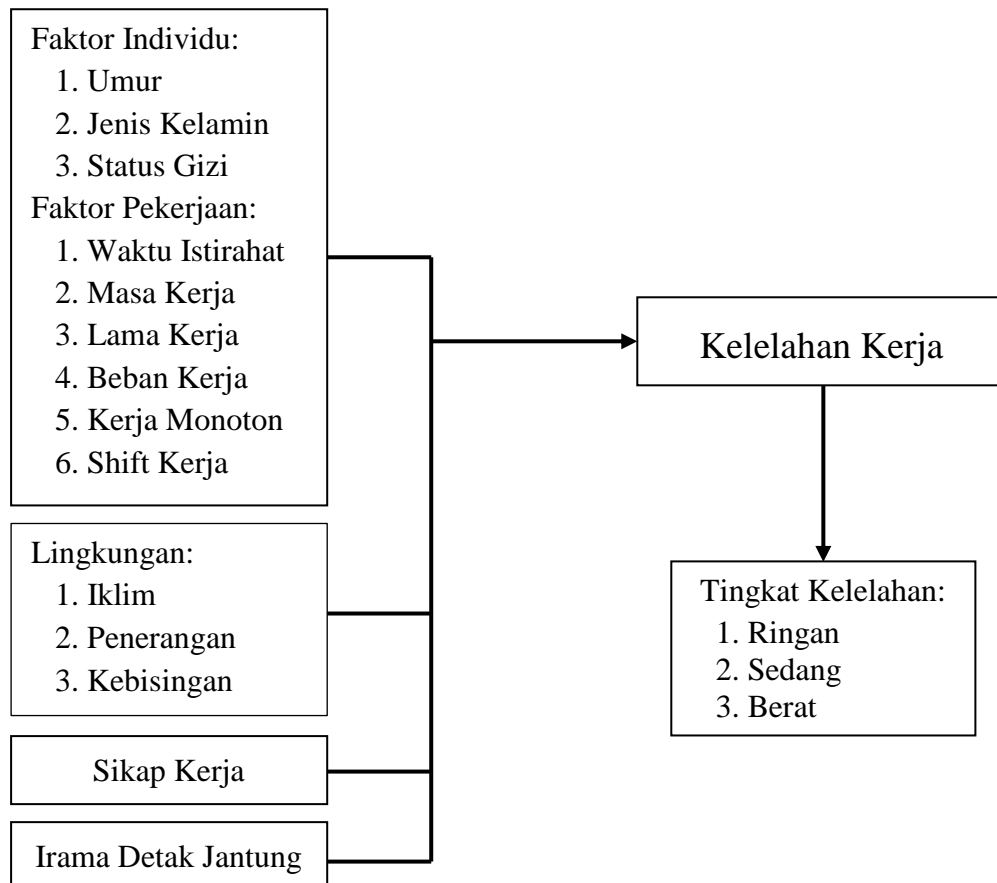 Faktor Individu:
1. Umur
2. Jenis Kelamin
3. Status Gizi
Faktor Pekerjaan:
1. Waktu Istirahat
2. Masa Kerja
3. Lama Kerja
4. Beban Kerja
5. Kerja Monoton
6. Shift Kerja
Lingkungan:
1. Iklim
2. Penerangan
3. Kebisingan
Sikap Kerja
Irama Detak Jantung
Kelelahan Kerja
Tingkat Kelelahan:
1. Ringan
2. Sedang
3. Berat